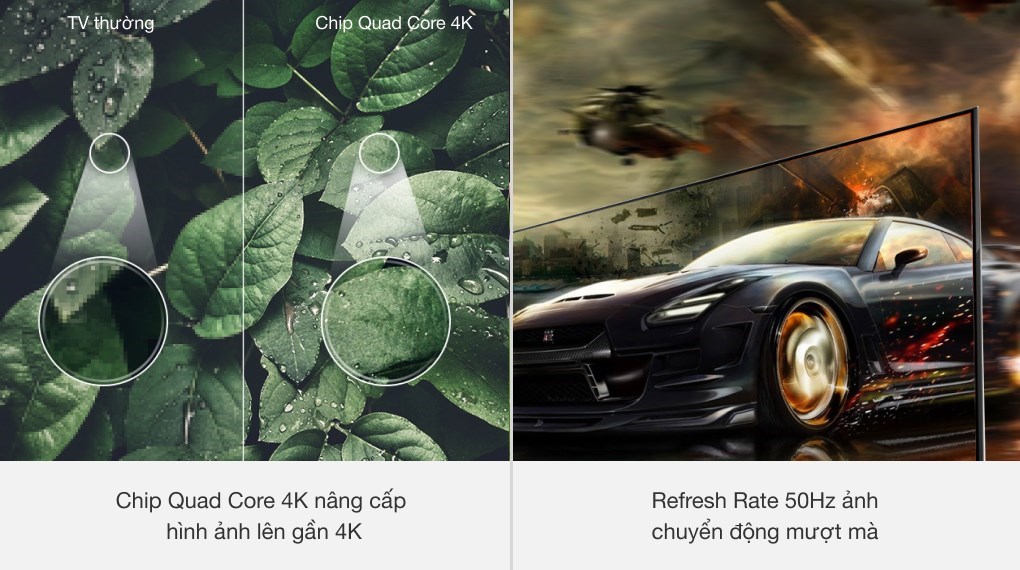 TV thường
Chip Quad Core 4K
Chip Quad Core 4K nâng cấp
hình ảnh lên gần 4K
Refresh Rate 50Hz ảnh
chuyển động mượt mà